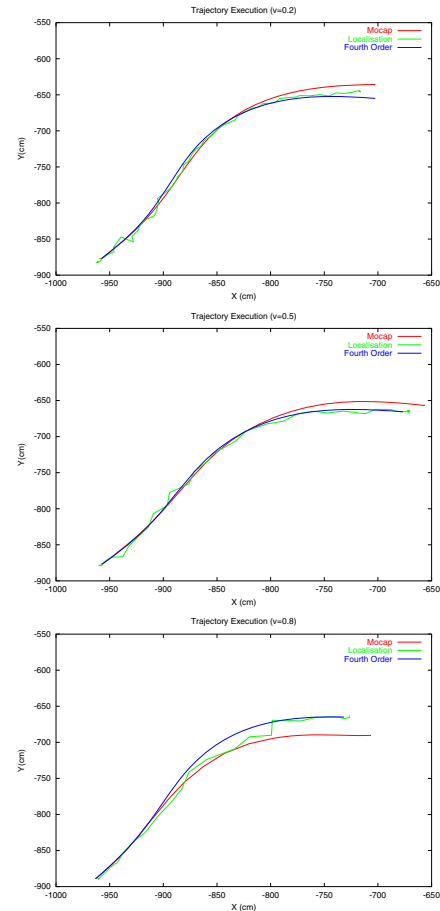 Trajectory Execution (v=0.2)
-550
Mocap
Localisation
-600
Fourth Order
-650
-700
Y(cm)
-750
-800
-850
-900
-1000 -950 -900 -850 -800 -750 -700 -650
X (cm)
Trajectory Execution (v=0.5)
-550
Mocap
Localisation
-600
Fourth Order
-650
-700
Y(cm)
-750
-800
-850
-900
-1000 -950 -900 -850 -800 -750 -700 -650
X (cm)
Trajectory Execution (v=0.8)
-550
Mocap
Localisation
-600
Fourth Order
-650
-700
Y(cm)
-750
-800
-850
-900
-1000 -950 -900 -850 -800 -750 -700 -650
X (cm)